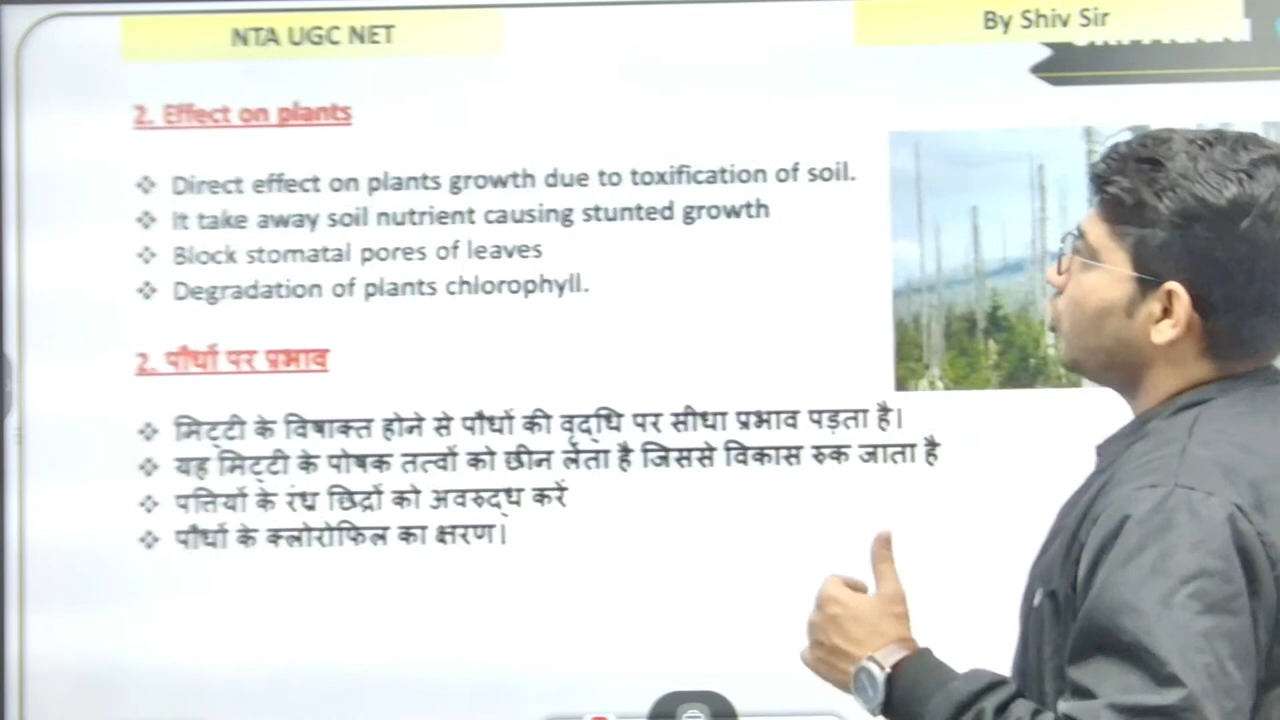 NTA UGC NET
By Shiv Sir
2. Effect on plants
Direct effect on plants growth due to toxification of soil.
It take away soil nutrient causing stunted growth
Block stomatal pores of leaves
Degradation of plants chlorophyll.
2. पौधों पर प्रभाव
मिट्टी के विषाक्त होने से पौधों की वृद्धि पर सीधा प्रभाव पड़ता है।
यह मिट्टी के पोषक तत्वों को छीन लेता है जिससे विकास रुक जाता है
पत्तियों के रंध्र छिद्रों को अवरुद्ध करें
पौधों के क्लोरोफिल का क्षरण।